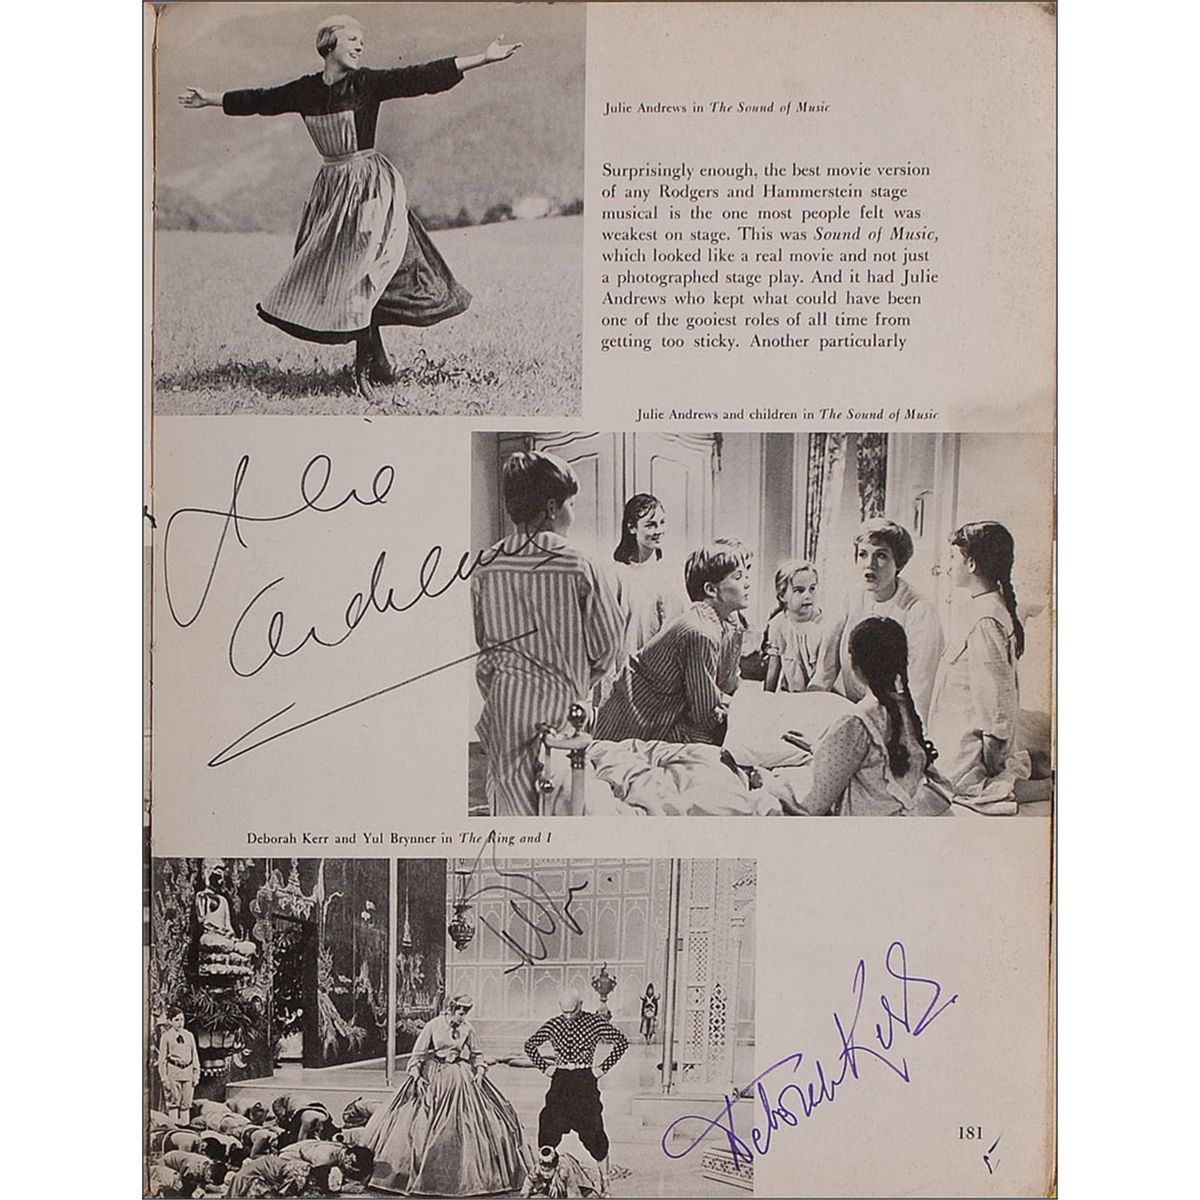 Julie Andrews in The Sound of Music
Surprisingly enough, the best movie version
of any Rodgers and Hammerstein stage
musical is the one most people felt was
weakest on stage. This was Sound of Music,
which looked like a real movie and not just
a photographed stage play. And it had Julie
Andrews who kept what could have been
one of the gooiest roles of all time from
getting too sticky. Another particularly
Julie Andrews and children in The Sound of Music
Julie
Andrews
Deborah Kerr and Yul Brynner in The King and I
Deborah Kerr
181